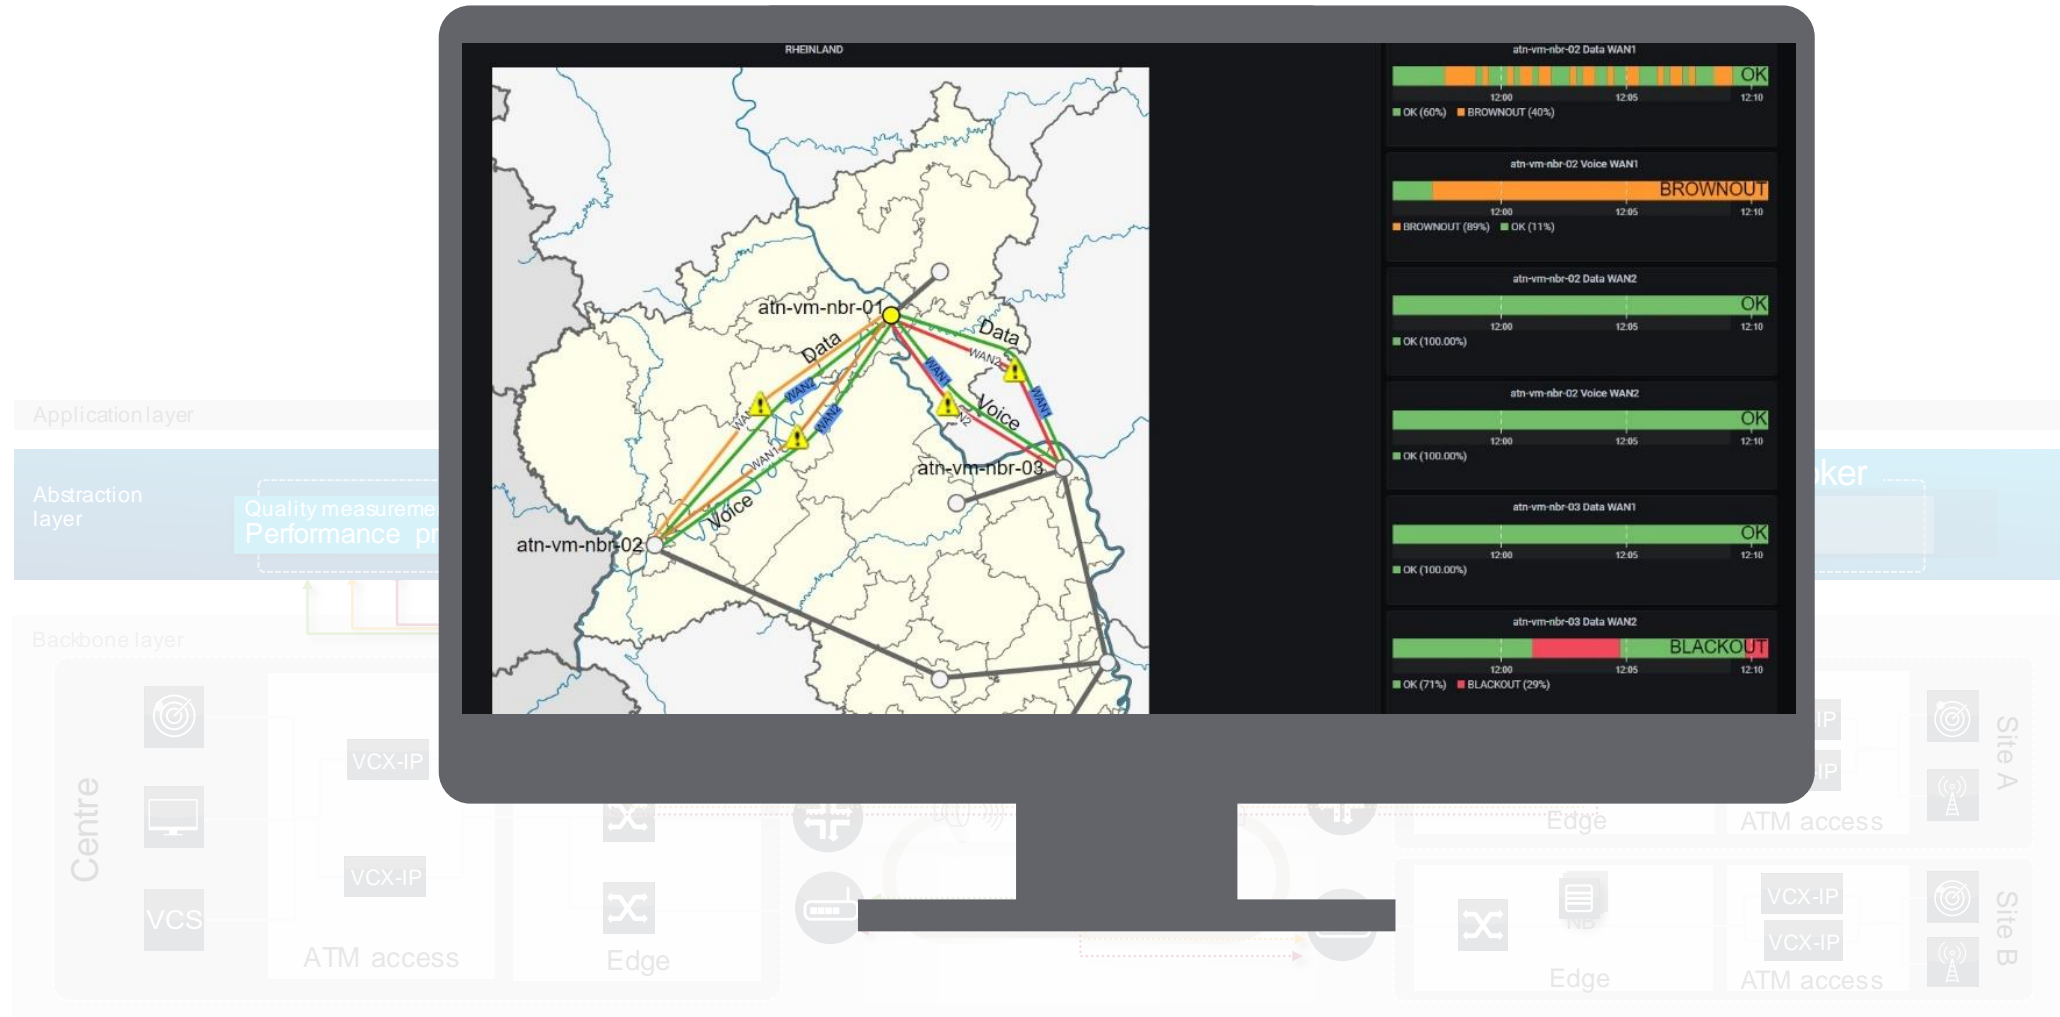 RHEINLAND
atn-vm-nbr-01
Data
Data
WAN2
WAN2
WAN1
WAN1
WAN2
WAN1
Voice
Voice
atn-vm-nbr-03
atn-vm-nbr-02
atn-vm-nbr-02 Data WAN1
OK
12:00 12:05 12:10
OK (60%) BROWNOUT (40%)
atn-vm-nbr-02 Voice WAN1
BROWNOUT
12:00 12:05 12:10
BROWNOUT (89%) OK (11%)
atn-vm-nbr-02 Data WAN2
OK
12:00 12:05 12:10
OK (100.00%)
atn-vm-nbr-02 Voice WAN2
OK
12:00 12:05 12:10
OK (100.00%)
atn-vm-nbr-03 Data WAN1
OK
12:00 12:05 12:10
OK (100.00%)
atn-vm-nbr-03 Data WAN2
BLACKOUT
12:00 12:05 12:10
OK (71%) BLACKOUT (29%)
Application layer
Abstraction
layer
Quality
Performance
Backbone layer
Centre
VCX-IP
VCX-IP
VCS
ATM access
Edge
Edge
ATM access
Site A
VCX-IP
VCX-IP
Edge
ATM access
Site B